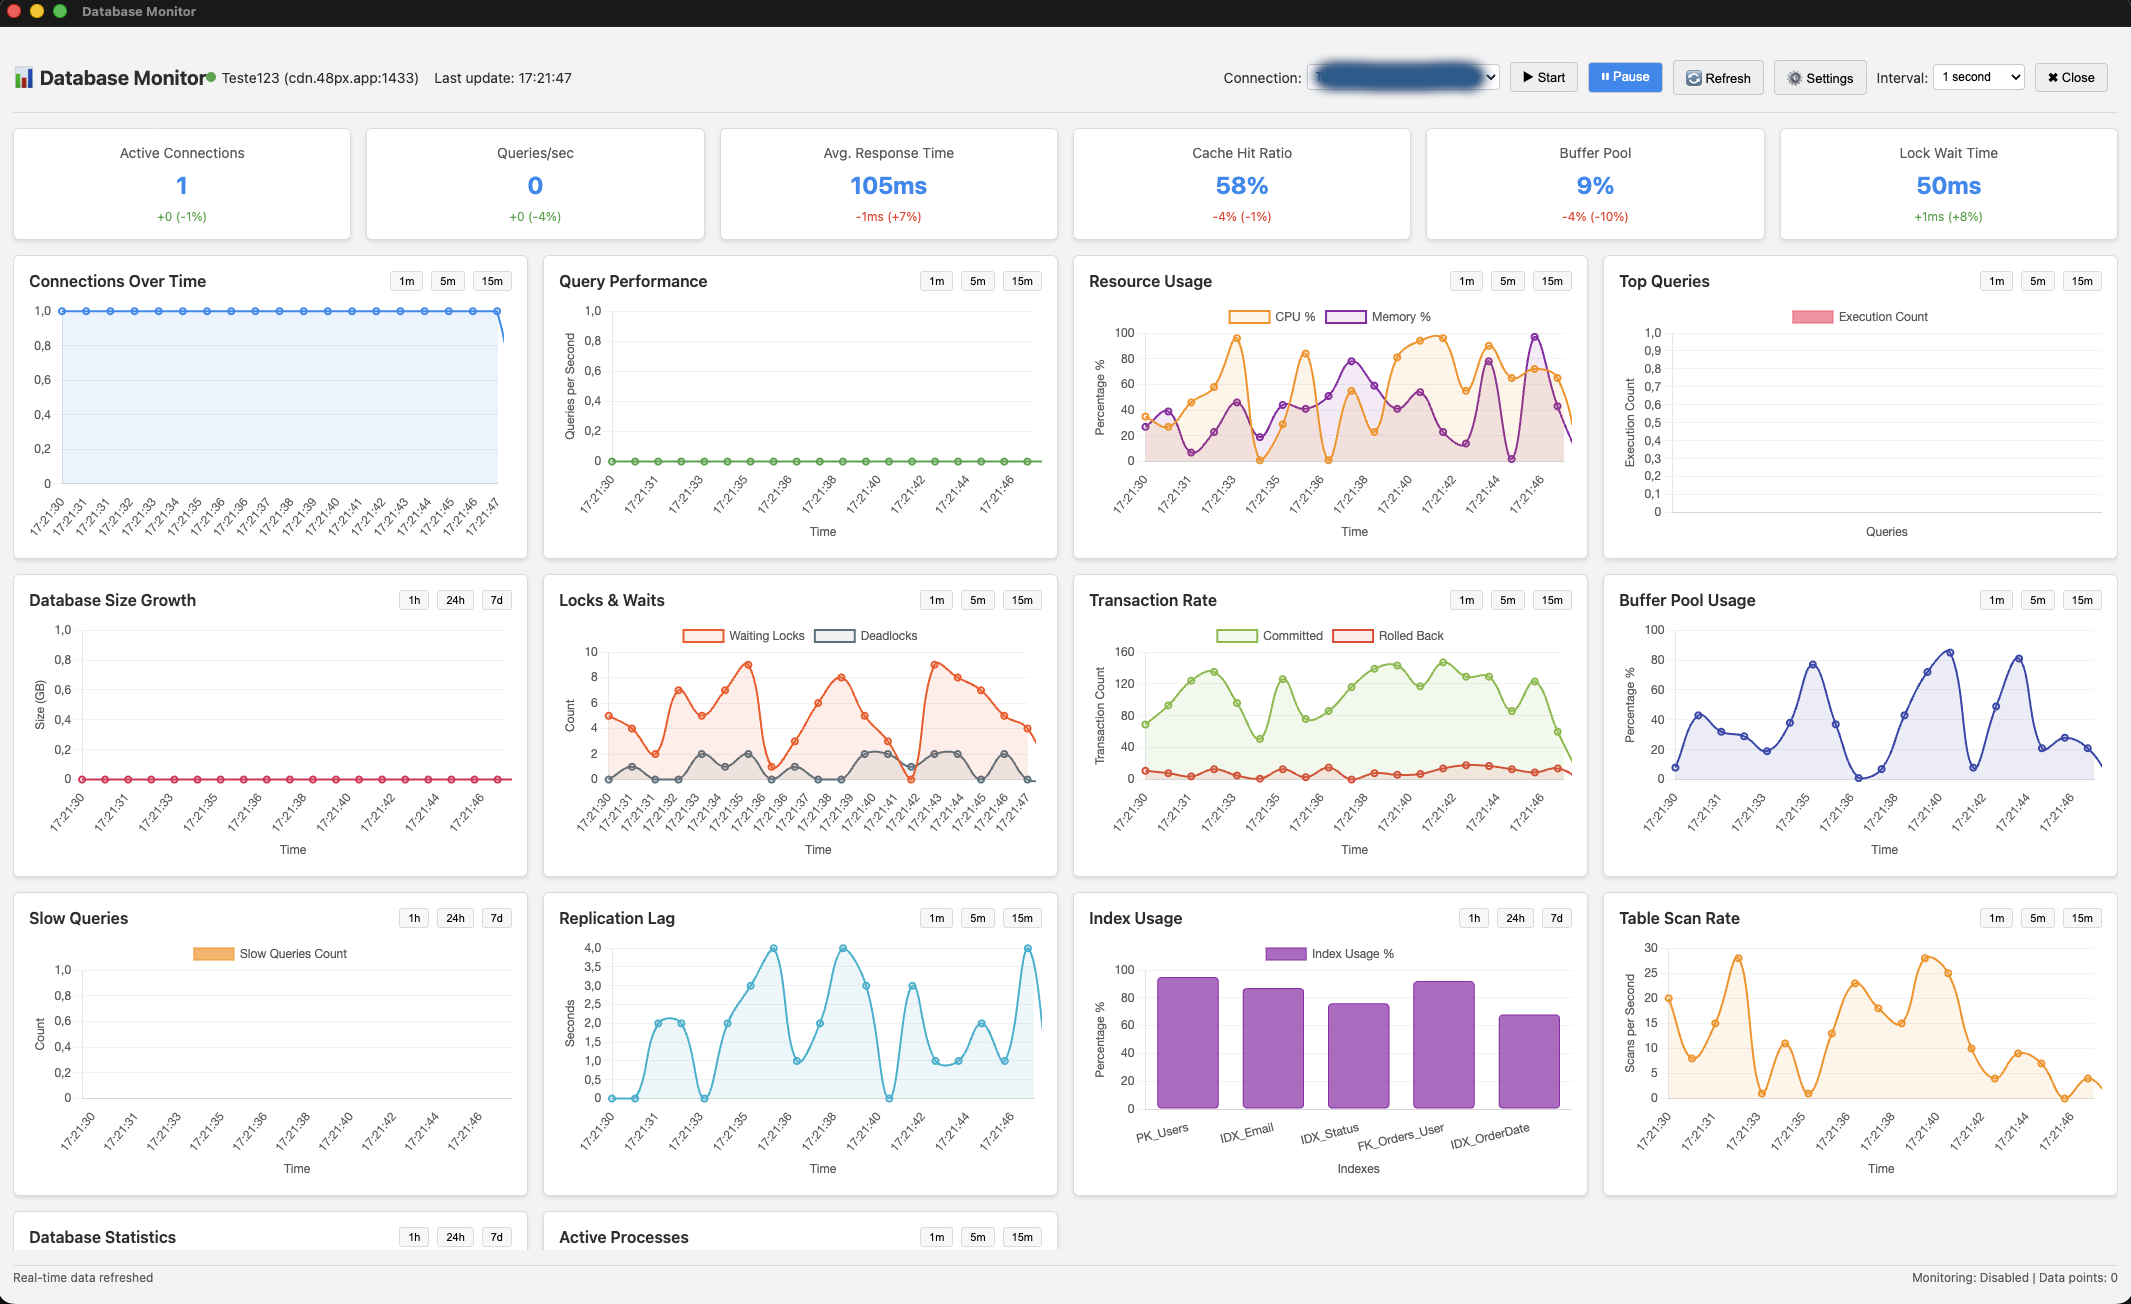 Database Monitor
Database Monitor Teste123 (cdn.48px.app:1433) Last update: 17:21:47
Connection: Start Pause Refresh Settings Interval: 1 second Close
Active Connections
1
+0 (-1%)
Queries/sec
0
+0 (-4%)
Avg. Response Time
105ms
-1ms (+7%)
Cache Hit Ratio
58%
-4% (-1%)
Buffer Pool
9%
-4% (-10%)
Lock Wait Time
50ms
+1ms (+8%)
Connections Over Time 1m 5m 15m
1,0
0,8
0,6
0,4
0,2
0
17:21:30 17:21:31 17:21:31 17:21:32 17:21:33 17:21:34 17:21:35 17:21:36 17:21:36 17:21:37 17:21:38 17:21:39 17:21:40 17:21:41 17:21:42 17:21:43 17:21:44 17:21:45 17:21:46 17:21:47
Query Performance 1m 5m 15m
Queries per Second
1,0
0,8
0,6
0,4
0,2
0
17:21:30 17:21:31 17:21:33 17:21:35 17:21:36 17:21:38 17:21:40 17:21:42 17:21:44 17:21:46
Time
Resource Usage 1m 5m 15m
CPU % Memory %
Percentage %
100
80
60
40
20
0
17:21:30 17:21:31 17:21:33 17:21:35 17:21:36 17:21:38 17:21:40 17:21:42 17:21:44 17:21:46
Time
Top Queries 1m 5m 15m
Execution Count
Execution Count
1,0
0,9
0,8
0,7
0,6
0,5
0,4
0,3
0,2
0,1
0
Queries
Database Size Growth 1h 24h 7d
Size (GB)
1,0
0,8
0,6
0,4
0,2
0
17:21:30 17:21:31 17:21:33 17:21:35 17:21:36 17:21:38 17:21:40 17:21:42 17:21:44 17:21:46
Time
Locks & Waits 1m 5m 15m
Waiting Locks Deadlocks
Count
10
8
6
4
2
0
17:21:30 17:21:31 17:21:31 17:21:32 17:21:33 17:21:34 17:21:35 17:21:36 17:21:36 17:21:37 17:21:38 17:21:39 17:21:40 17:21:41 17:21:42 17:21:43 17:21:44 17:21:45 17:21:46 17:21:47
Time
Transaction Rate 1m 5m 15m
Committed Rolled Back
Transaction Count
160
120
80
40
0
17:21:30 17:21:31 17:21:33 17:21:35 17:21:36 17:21:38 17:21:40 17:21:42 17:21:44 17:21:46
Time
Buffer Pool Usage 1m 5m 15m
Percentage %
100
80
60
40
20
0
17:21:30 17:21:31 17:21:33 17:21:35 17:21:36 17:21:38 17:21:40 17:21:42 17:21:44 17:21:46
Time
Slow Queries 1h 24h 7d
Slow Queries Count
Count
1,0
0,8
0,6
0,4
0,2
0
17:21:30 17:21:31 17:21:33 17:21:35 17:21:36 17:21:38 17:21:40 17:21:42 17:21:44 17:21:46
Time
Replication Lag 1m 5m 15m
Seconds
4,0
3,5
3,0
2,5
2,0
1,5
1,0
0,5
0
17:21:30 17:21:31 17:21:33 17:21:35 17:21:36 17:21:38 17:21:40 17:21:42 17:21:44 17:21:46
Time
Index Usage 1h 24h 7d
Index Usage %
Percentage %
100
80
60
40
20
0
PK_Users IDX_Email IDX_Status FK_Orders_User IDX_OrderDate
Indexes
Table Scan Rate 1m 5m 15m
Scans per Second
30
25
20
15
10
5
0
17:21:30 17:21:31 17:21:33 17:21:35 17:21:36 17:21:38 17:21:40 17:21:42 17:21:44 17:21:46
Time
Database Statistics 1h 24h 7d
Active Processes 1m 5m 15m
Real-time data refreshed
Monitoring: Disabled | Data points: 0